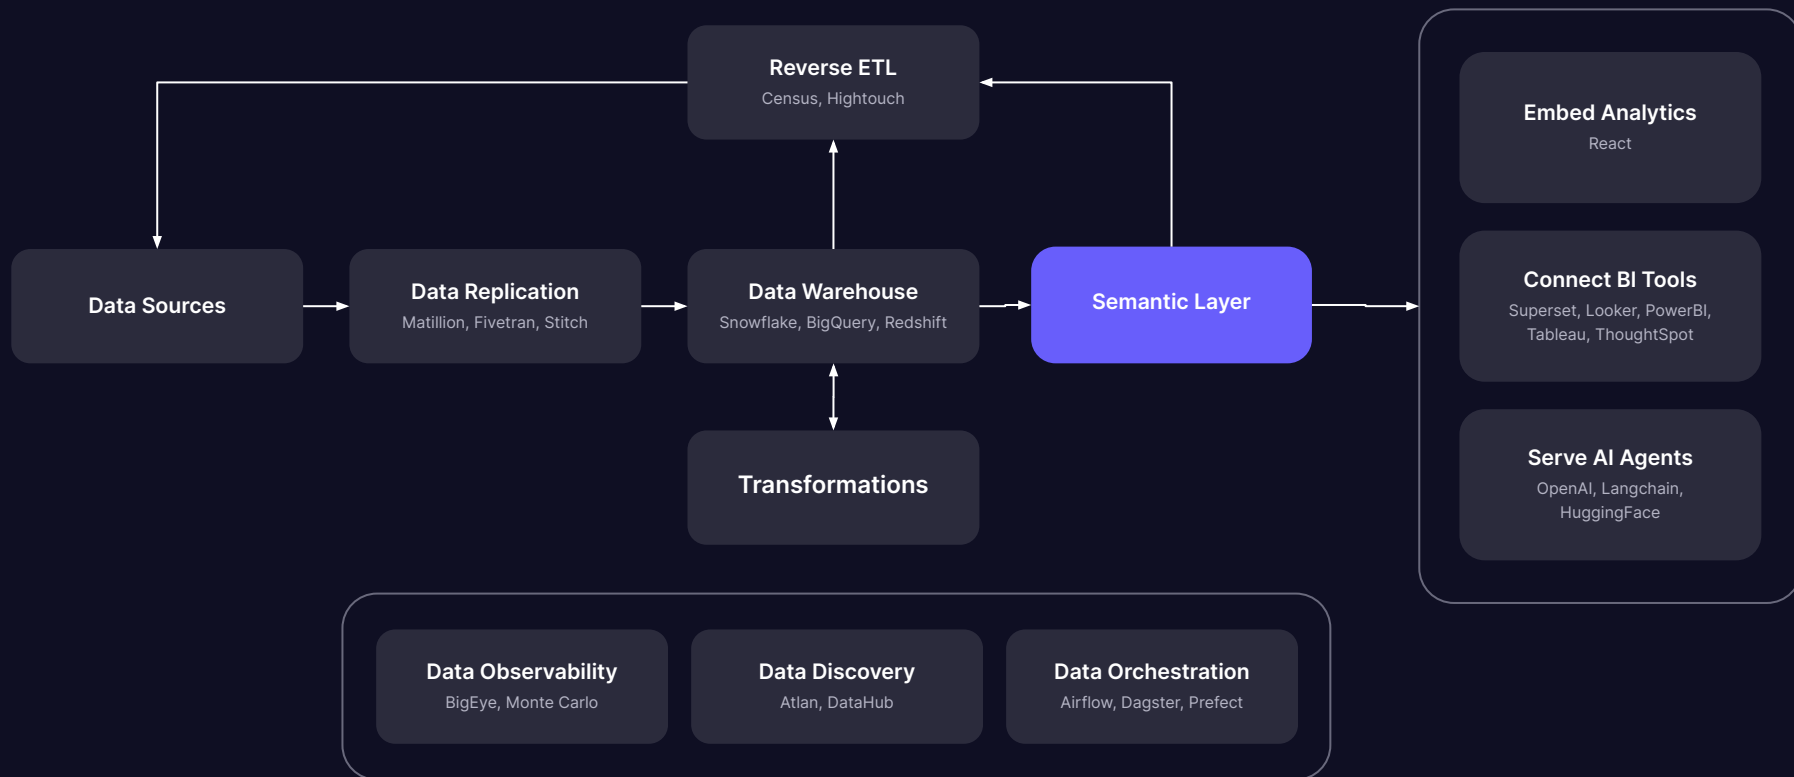 Reverse ETL
Census, Hightouch
Data Sources
Data Replication
Matillion, Fivetran, Stitch
Data Warehouse
Snowflake, BigQuery, Redshift
Semantic Layer
Transformations
Embed Analytics
React
Connect BI Tools
Superset, Looker, PowerBI,
Tableau, ThoughtSpot
Serve AI Agents
OpenAI, Langchain,
HuggingFace
Data Observability
BigEye, Monte Carlo
Data Discovery
Atlan, DataHub
Data Orchestration
Airflow, Dagster, Prefect